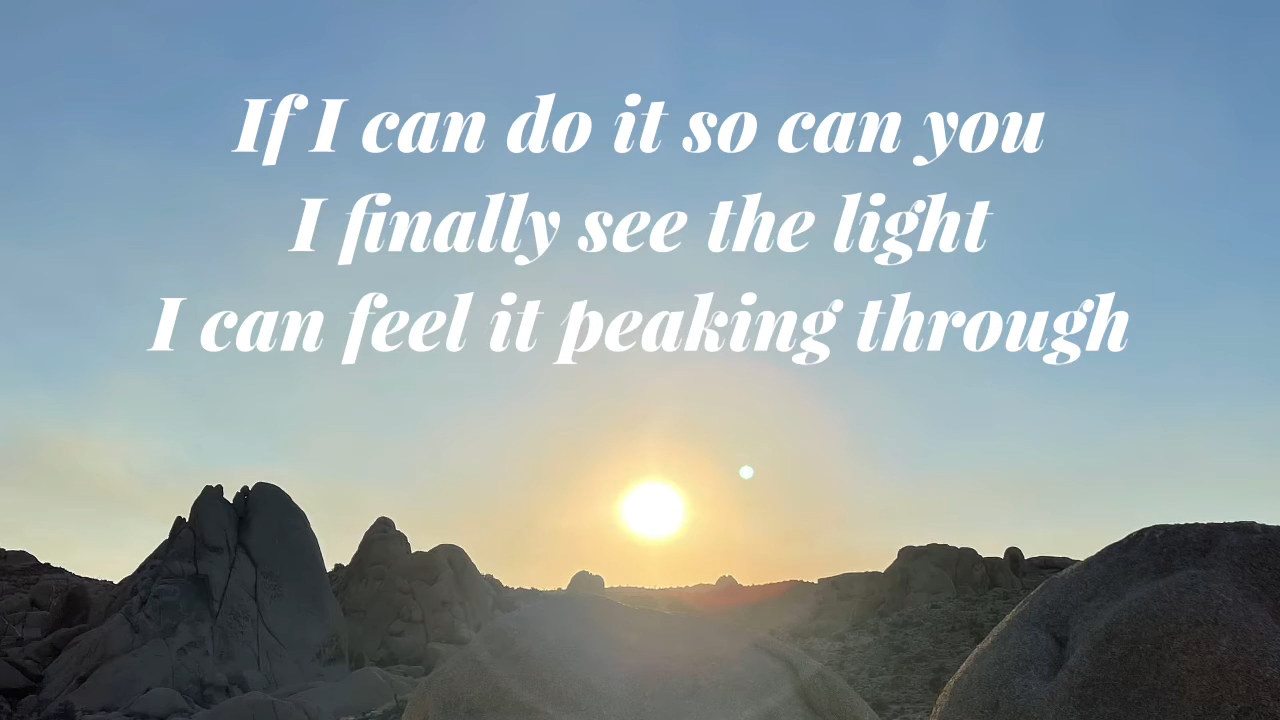 If I can do it so can you
I finally see the light
I can feel it peaking through